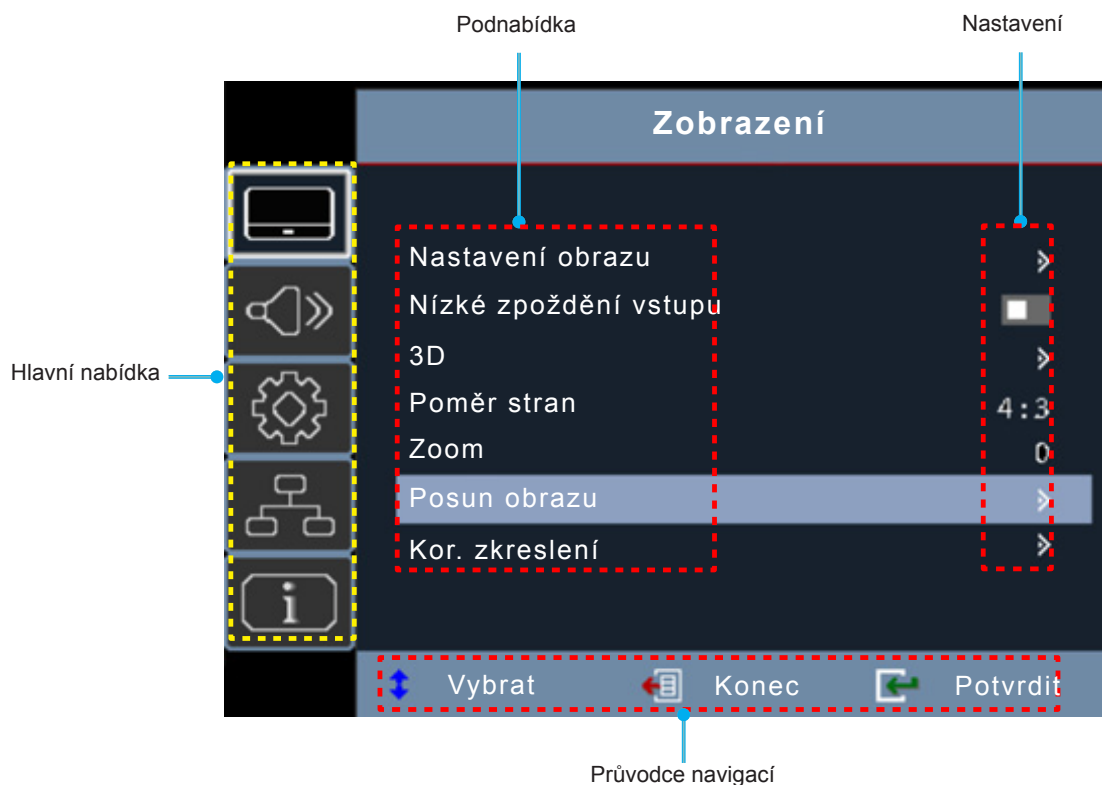 Podnabídka
Nastavení
Zobrazení
Nastavení obrazu
Nízké zpoždění vstupu
3D
Poměr stran 4:3
Zoom 0
Posun obrazu
Kor. zkreslení
Hlavní nabídka
i
Vybrat Konec Potvrdit
Průvodce navigací